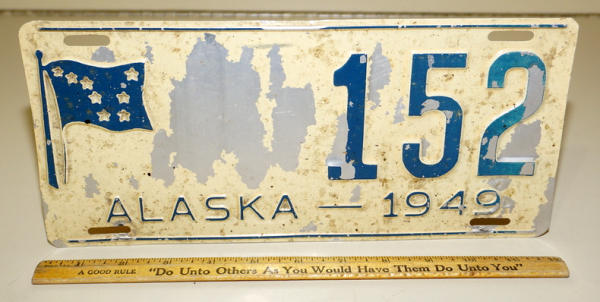 152
ALASKA — 1949
A GOOD RULE "Do Unto Others As You Would Have Them Do Unto You"